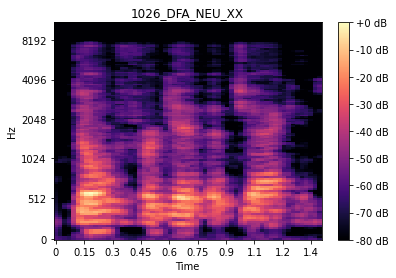 1026_DFA_NEU_XX
Hz
8192
4096
2048
1024
512
0
0 0.15 0.3 0.45 0.6 0.75 0.9 1.1 1.2 1.4
Time
+0 dB
-10 dB
-20 dB
-30 dB
-40 dB
-50 dB
-60 dB
-70 dB
-80 dB